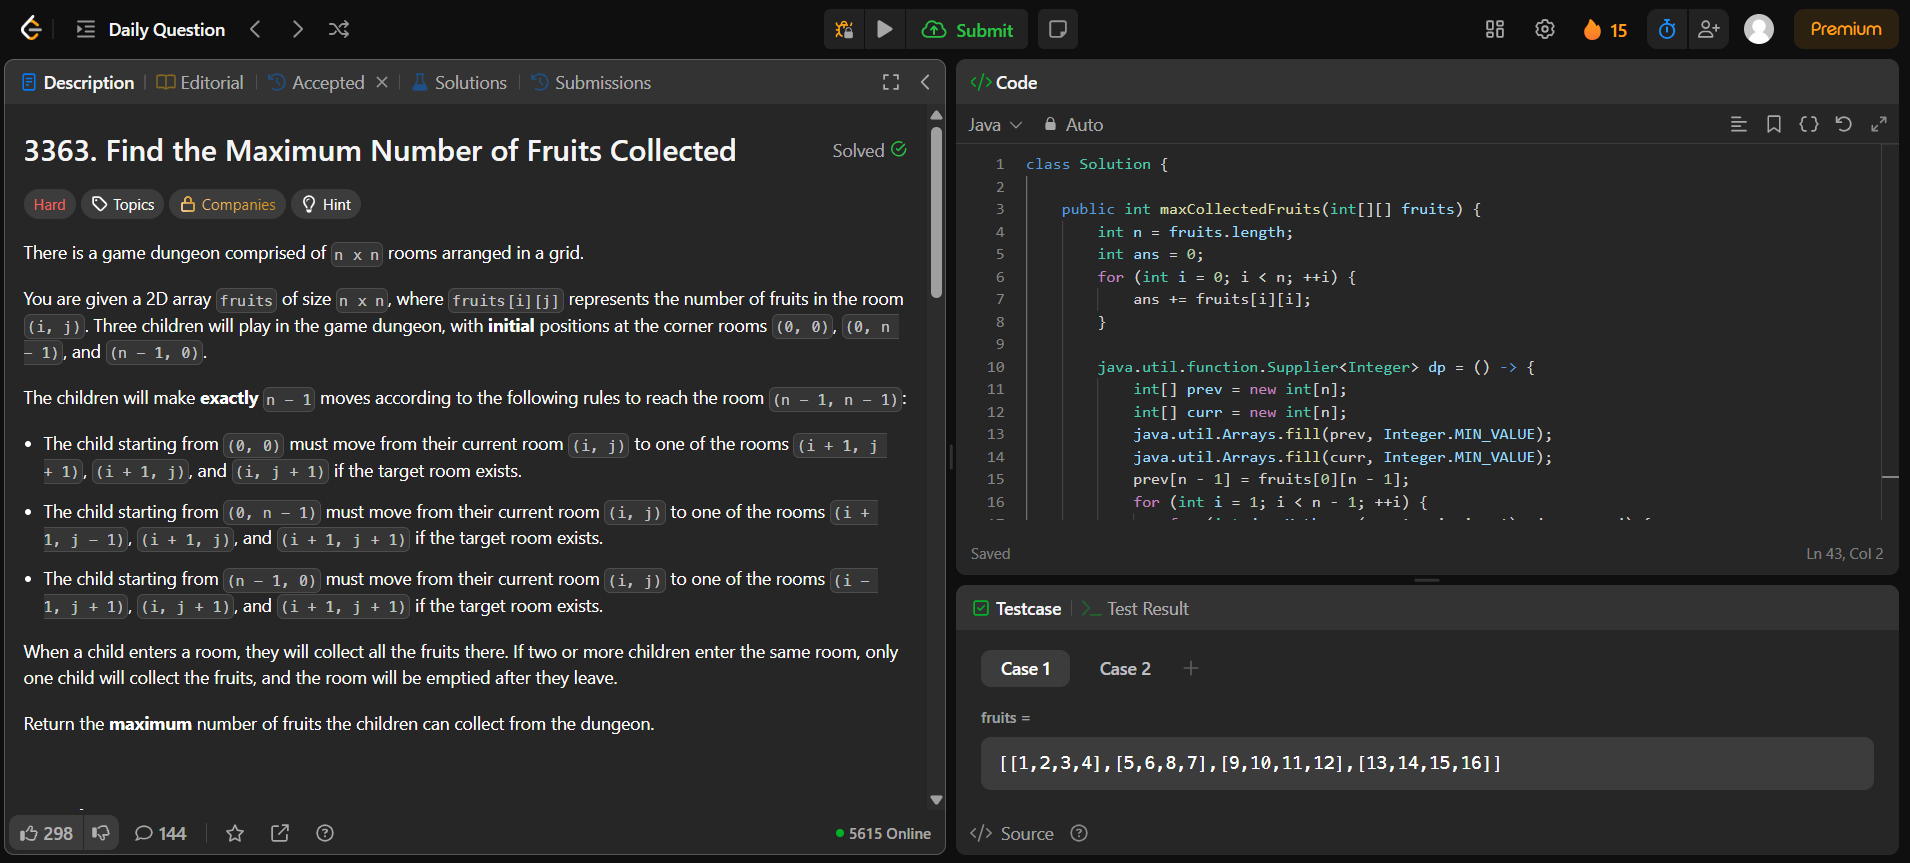 Daily Question
Submit
15
Premium
Description
Editorial
Accepted
Solutions
Submissions
3363. Find the Maximum Number of Fruits Collected
Solved
Hard
Topics
Companies
Hint
There is a game dungeon comprised of n x n rooms arranged in a grid.
You are given a 2D array fruits of size n x n, where fruits[i][j] represents the number of fruits in the room
(i, j). Three children will play in the game dungeon, with initial positions at the corner rooms (0, 0), (0, n
- 1), and (n - 1, 0).
The children will make exactly n - 1 moves according to the following rules to reach the room (n - 1, n - 1):
• The child starting from (0, 0) must move from their current room (i, j) to one of the rooms (i + 1, j
+ 1), (i + 1, j), and (i, j + 1) if the target room exists.
• The child starting from (0, n - 1) must move from their current room (i, j) to one of the rooms (i +
1, j - 1), (i + 1, j), and (i + 1, j + 1) if the target room exists.
• The child starting from (n - 1, 0) must move from their current room (i, j) to one of the rooms (i -
1, j + 1), (i, j + 1), and (i + 1, j + 1) if the target room exists.
When a child enters a room, they will collect all the fruits there. If two or more children enter the same room, only
one child will collect the fruits, and the room will be emptied after they leave.
Return the maximum number of fruits the children can collect from the dungeon.
298
144
5615 Online
</> Code
Java
Auto
1 class Solution {
2
3 public int maxCollectedFruits(int[][] fruits) {
4 int n = fruits.length;
5 int ans = 0;
6 for (int i = 0; i < n; ++i) {
7 ans += fruits[i][i];
8 }
9
10 java.util.function.Supplier<Integer> dp = () -> {
11 int[] prev = new int[n];
12 int[] curr = new int[n];
13 java.util.Arrays.fill(prev, Integer.MIN_VALUE);
14 java.util.Arrays.fill(curr, Integer.MIN_VALUE);
15 prev[n - 1] = fruits[0][n - 1];
16 for (int i = 1; i < n - 1; ++i) {
Saved
Ln 43, Col 2
Testcase
Test Result
Case 1
Case 2
fruits =
[[1,2,3,4],[5,6,8,7],[9,10,11,12],[13,14,15,16]]
</> Source